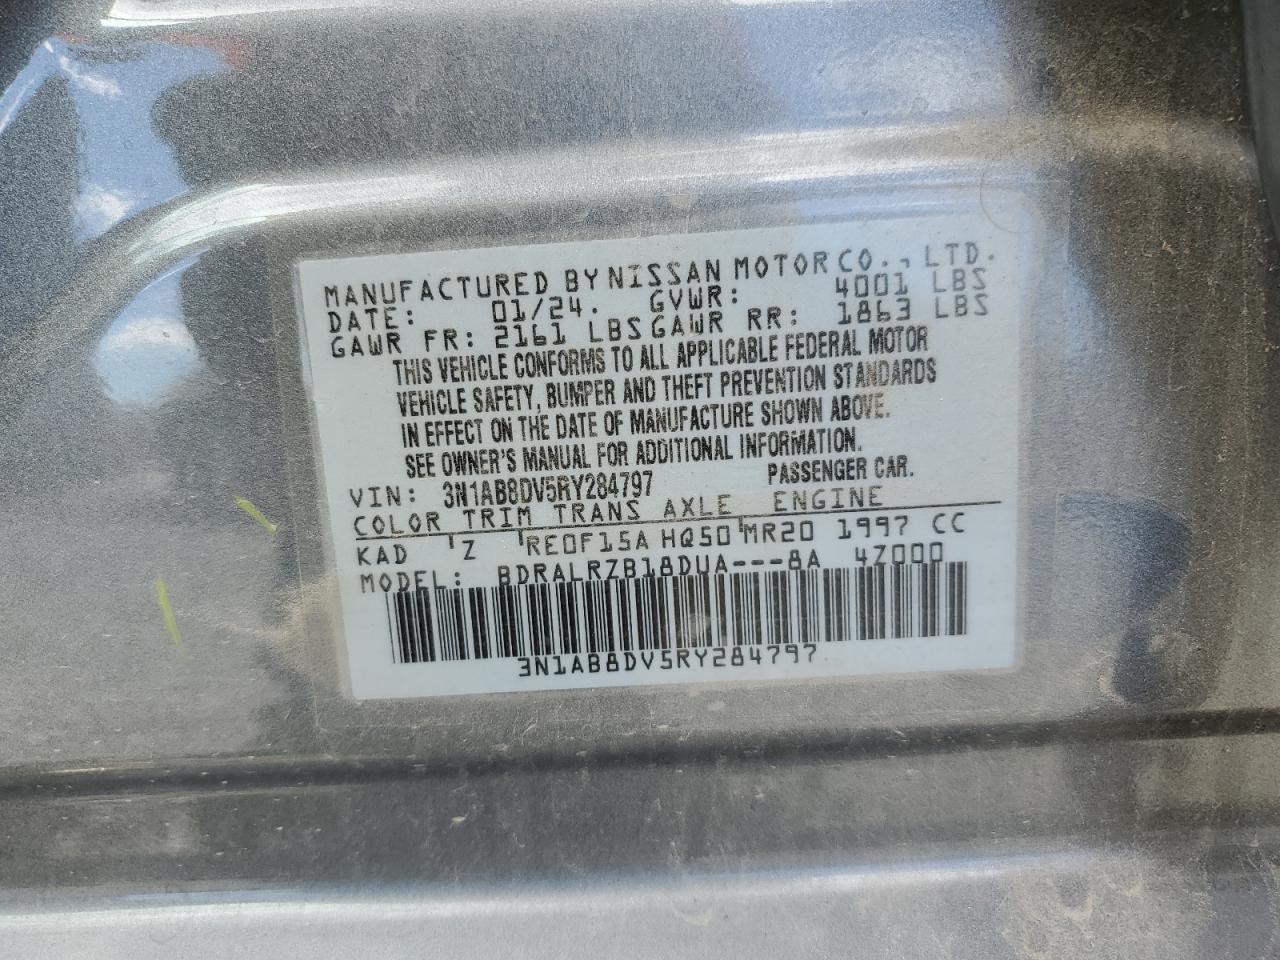 MANUFACTURED BY NISSAN MOTOR CO., LTD.
DATE: 01/24. GVWR: 4001 LBS
GAWR FR: 2161 LBS GAWR RR: 1863 LBS
THIS VEHICLE CONFORMS TO ALL APPLICABLE FEDERAL MOTOR
VEHICLE SAFETY, BUMPER AND THEFT PREVENTION STANDARDS
IN EFFECT ON THE DATE OF MANUFACTURE SHOWN ABOVE.
SEE OWNER'S MANUAL FOR ADDITIONAL INFORMATION.
VIN: 3N1AB8DV5RY284797 PASSENGER CAR.
COLOR TRIM TRANS AXLE ENGINE
KAD Z RE0F15A HQ50 MR20 1997 CC
MODEL: BDRALRZB18DUA---8A 4Z000
3N1AB8DV5RY284797